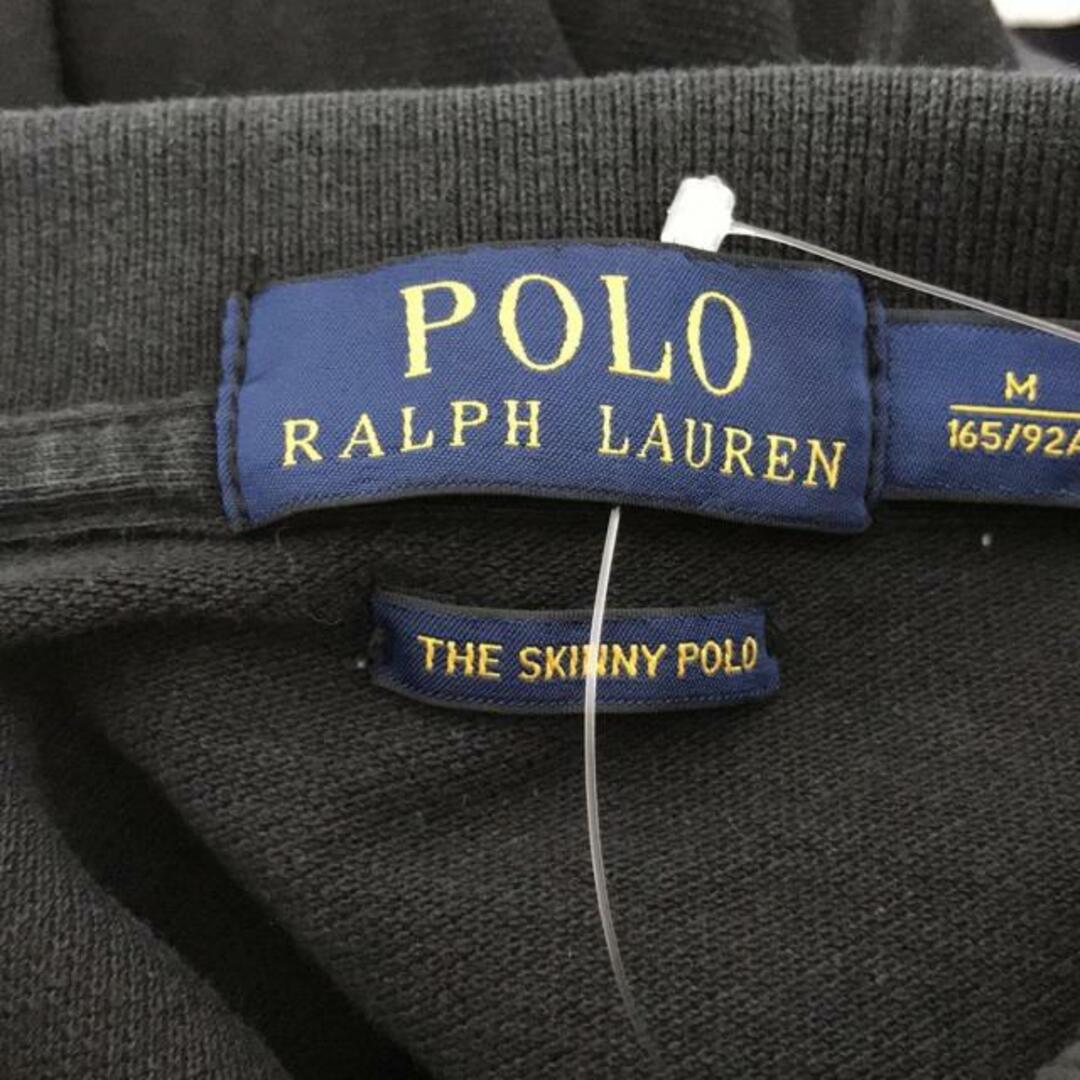 POLO
RALPH LAUREN
M
165/92A
THE SKINNY POLO